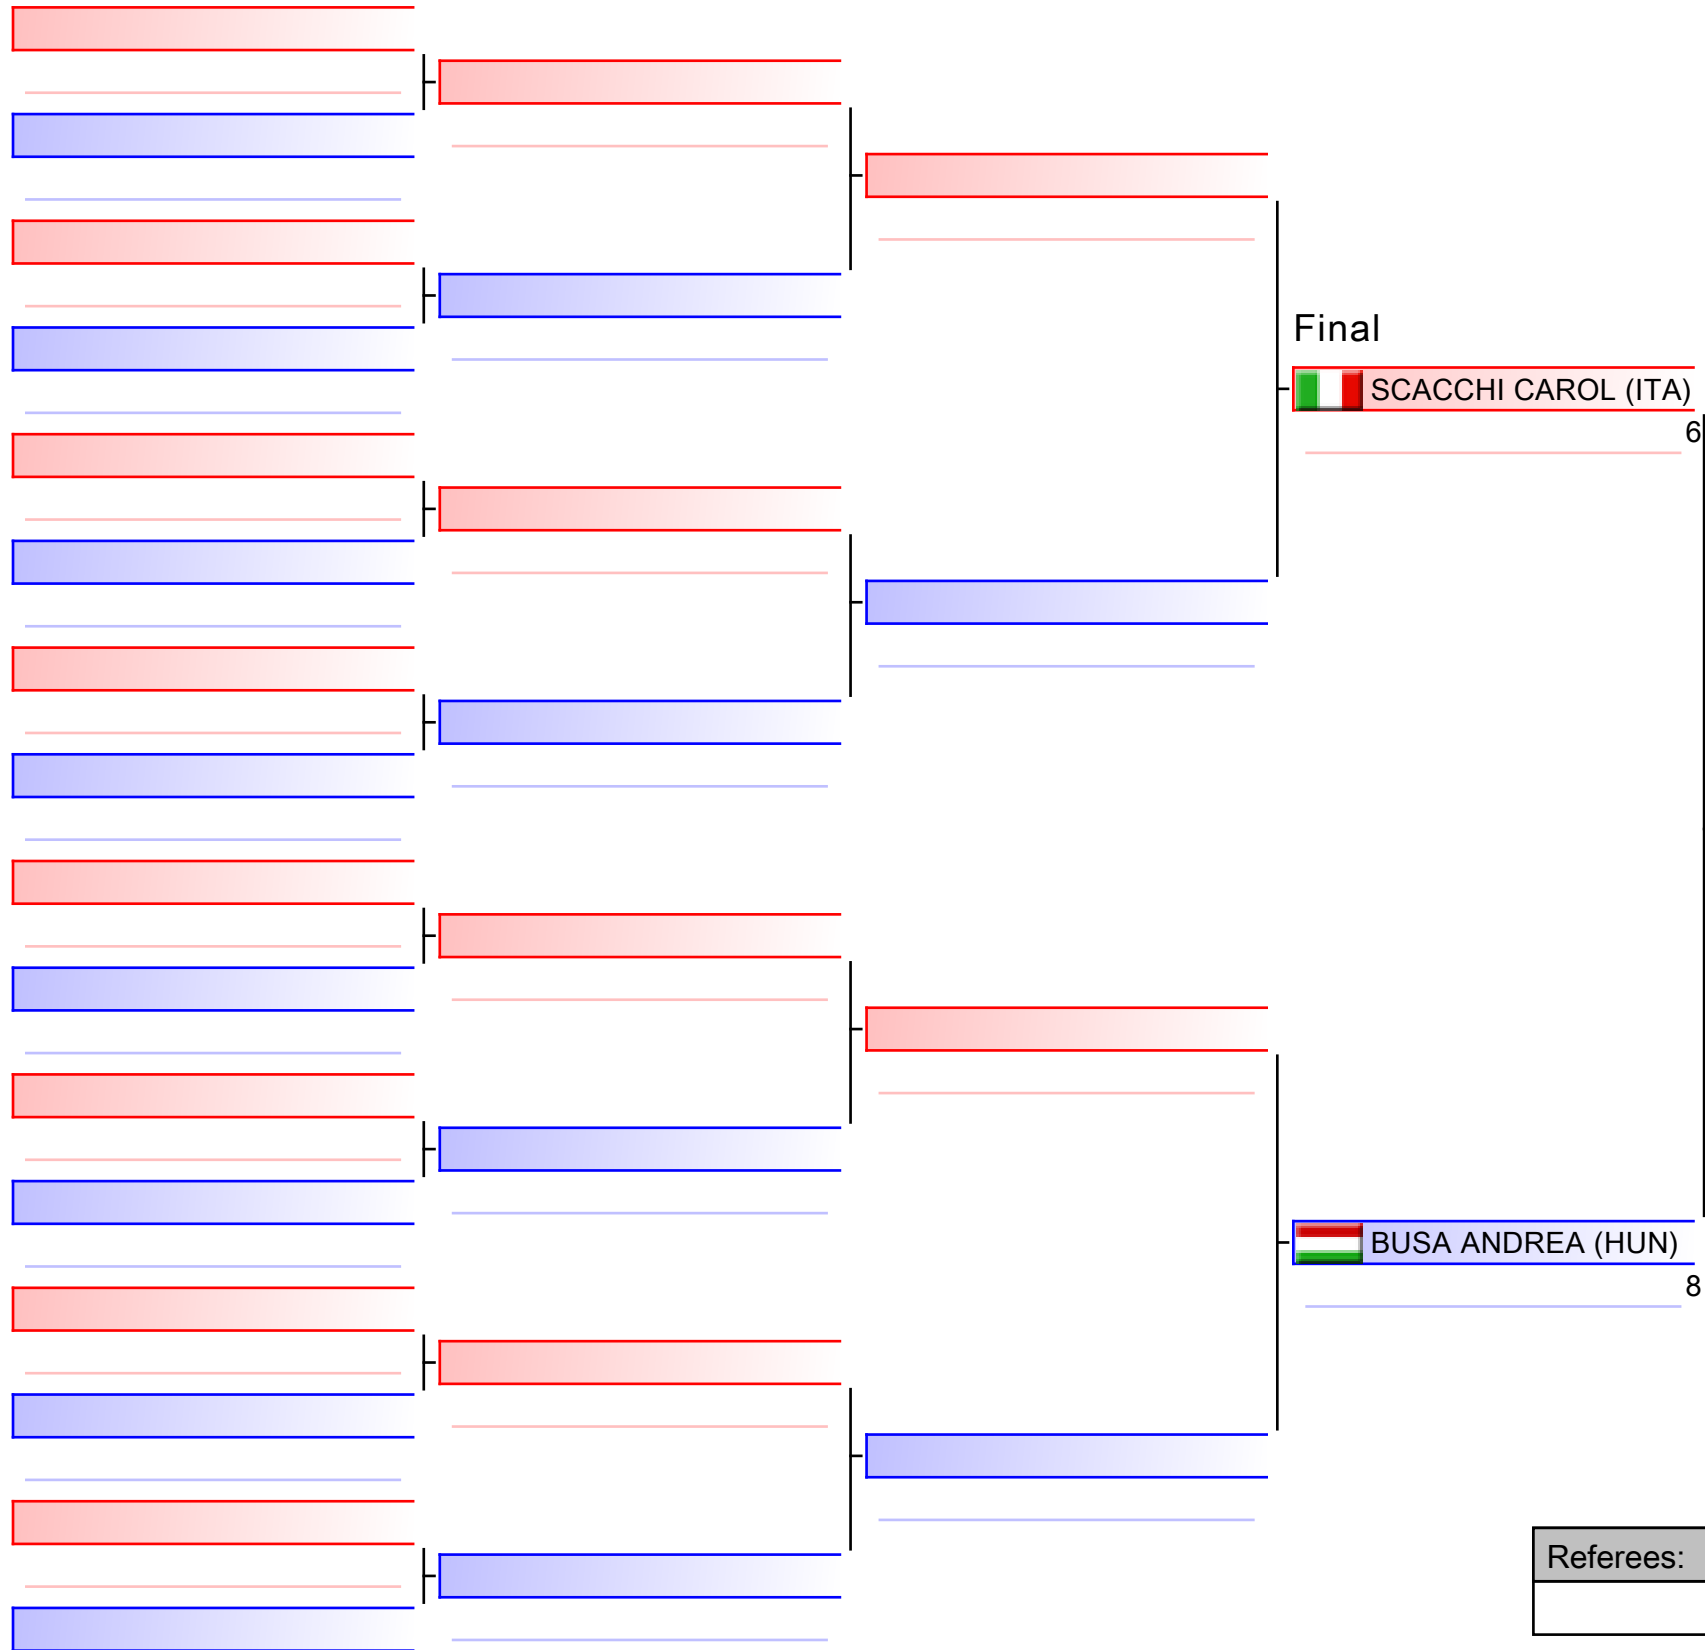 Final
SCACCHI CAROL (ITA)
6
BUSA ANDREA (HUN)
8
Referees: